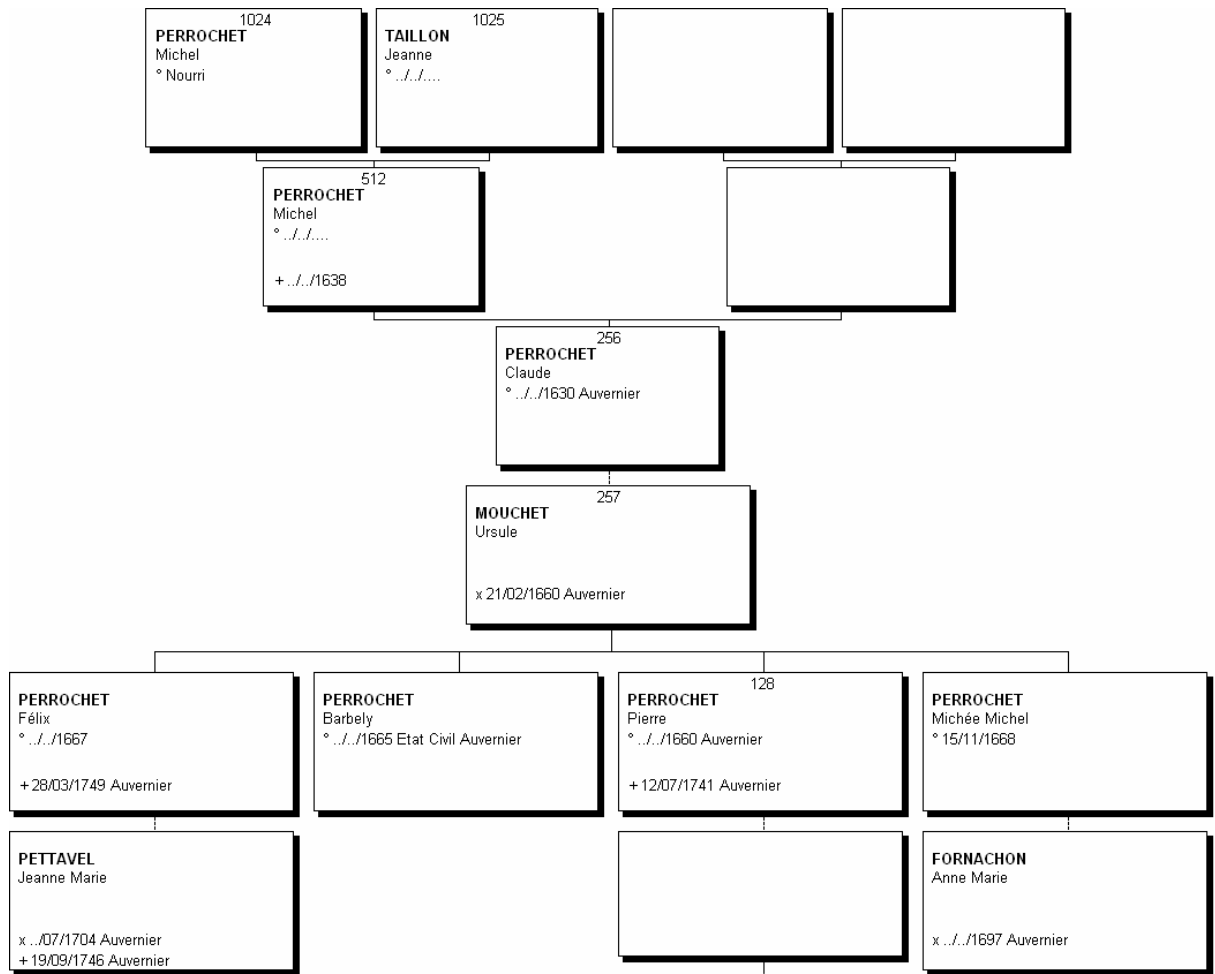 1024
PERROCHET
Michel
° Nourri
1025
TAILLON
Jeanne
° ../../....
512
PERROCHET
Michel
° ../../....
+ ../../1638
256
PERROCHET
Claude
° ../../1630 Auvernier
257
MOUCHET
Ursule
x 21/02/1660 Auvernier
PERROCHET
Félix
° ../../1667
+ 28/03/1749 Auvernier
PERROCHET
Barbely
° ../../1665 Etat Civil Auvernier
128
PERROCHET
Pierre
° ../../1660 Auvernier
+ 12/07/1741 Auvernier
PERROCHET
Michée Michel
° 15/11/1668
PETTAVEL
Jeanne Marie
x ../07/1704 Auvernier
+ 19/09/1746 Auvernier
FORNACHON
Anne Marie
x ../../1697 Auvernier